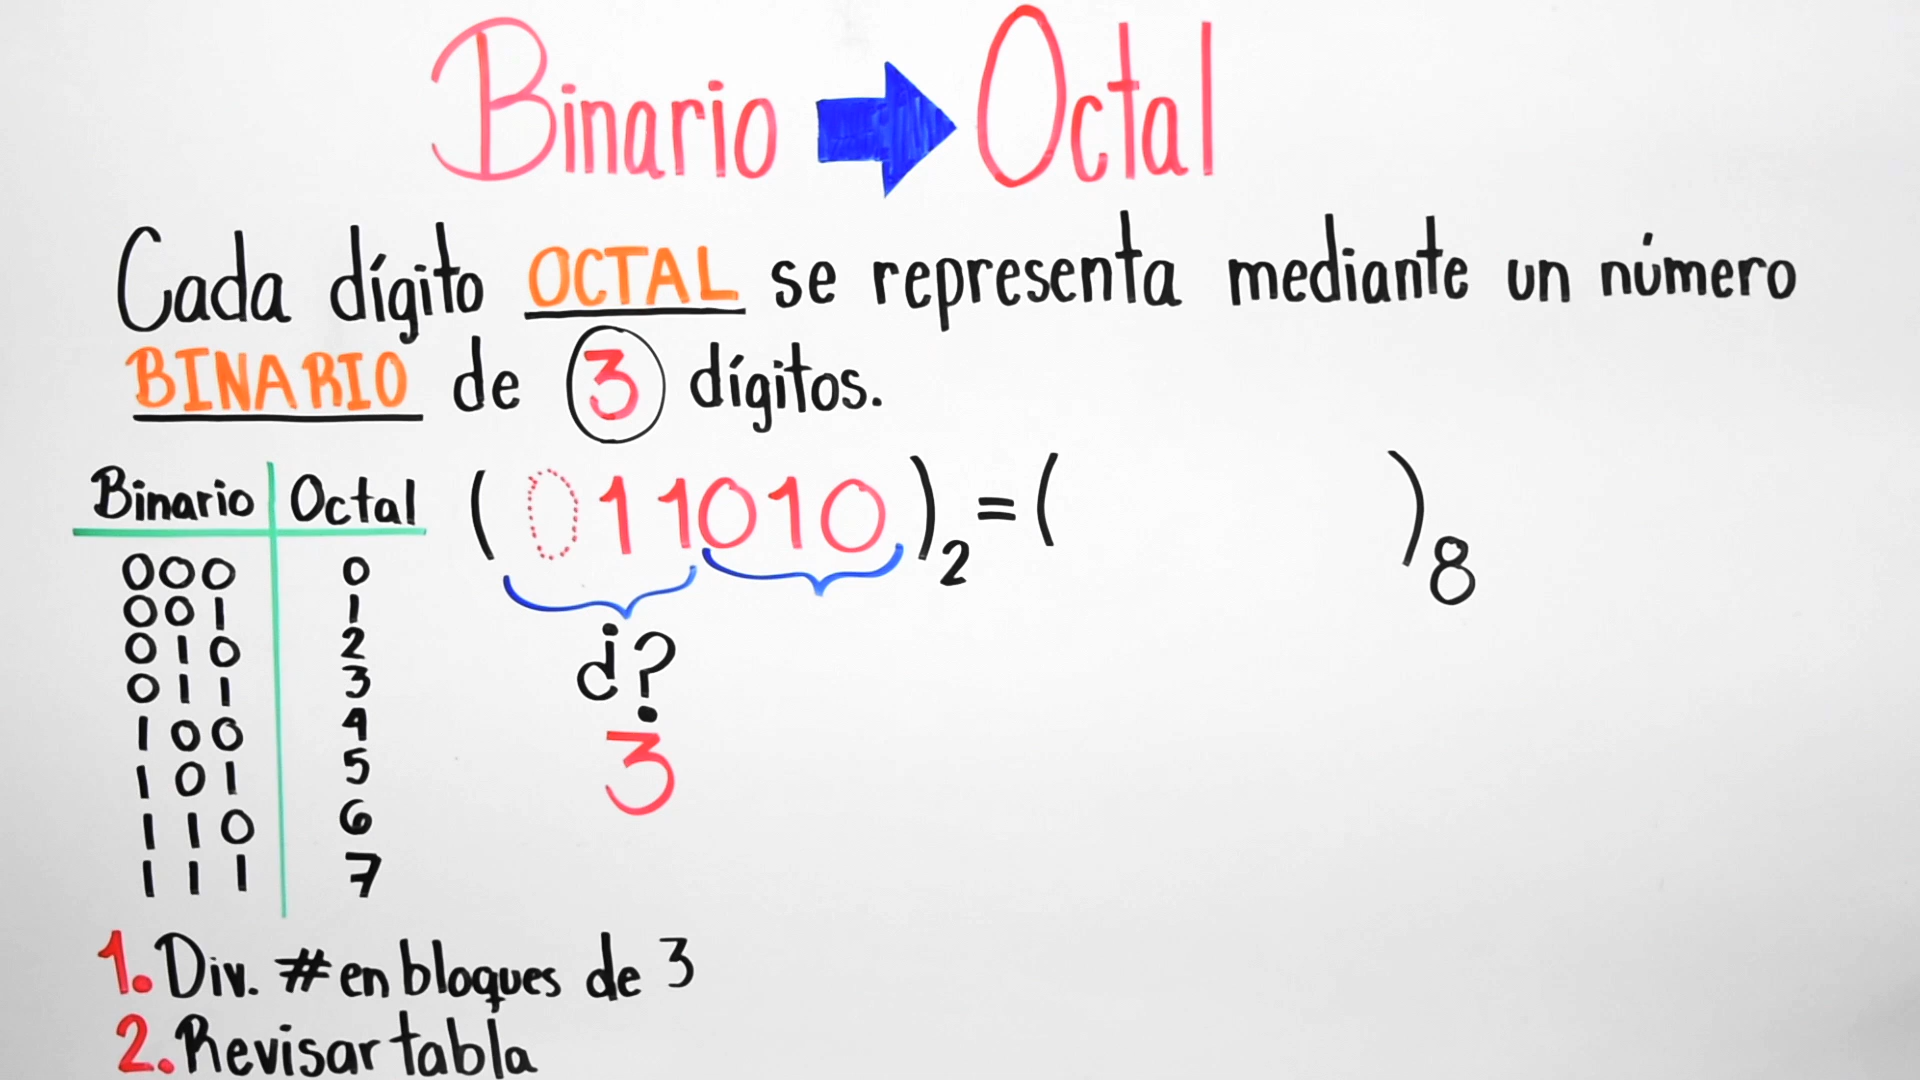 Binario Octal
Cada dígito OCTAL se representa mediante un número
BINARIO de 3 dígitos.
Binario Octal
000 0
001 1
010 2
011 3
100 4
101 5
110 6
111 7
(011010)2=( )8
¿?
3
1. Div. # en bloques de 3
2. Revisar tabla